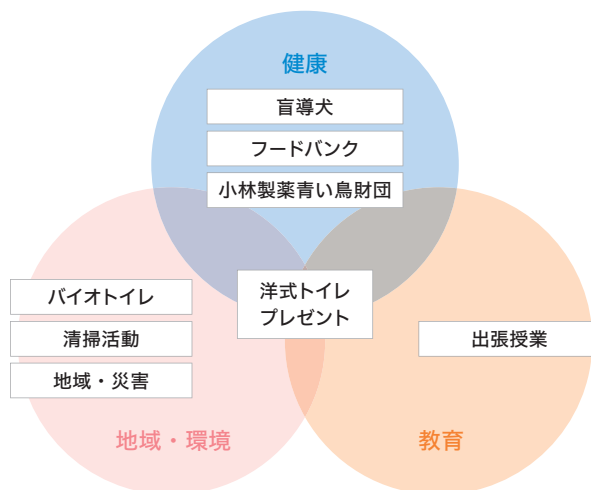 健康
盲導犬
フードバンク
小林製薬青い鳥財団
洋式トイレ
プレゼント
バイオトイレ
清掃活動
地域・災害
地域・環境
出張授業
教育